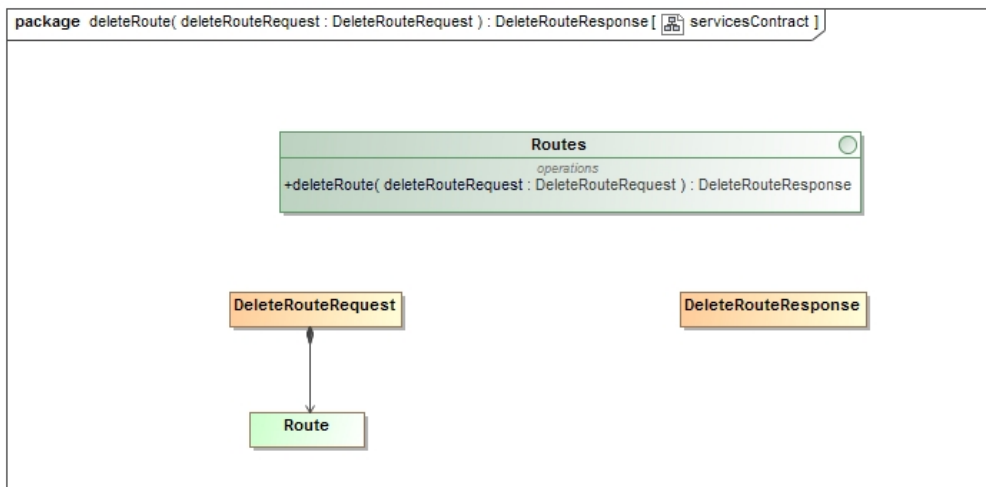 package deleteRoute( deleteRouteRequest : DeleteRouteRequest ) : DeleteRouteResponse [ servicesContract ]
Routes
operations
+deleteRoute( deleteRouteRequest : DeleteRouteRequest ) : DeleteRouteResponse
DeleteRouteRequest
DeleteRouteResponse
Route